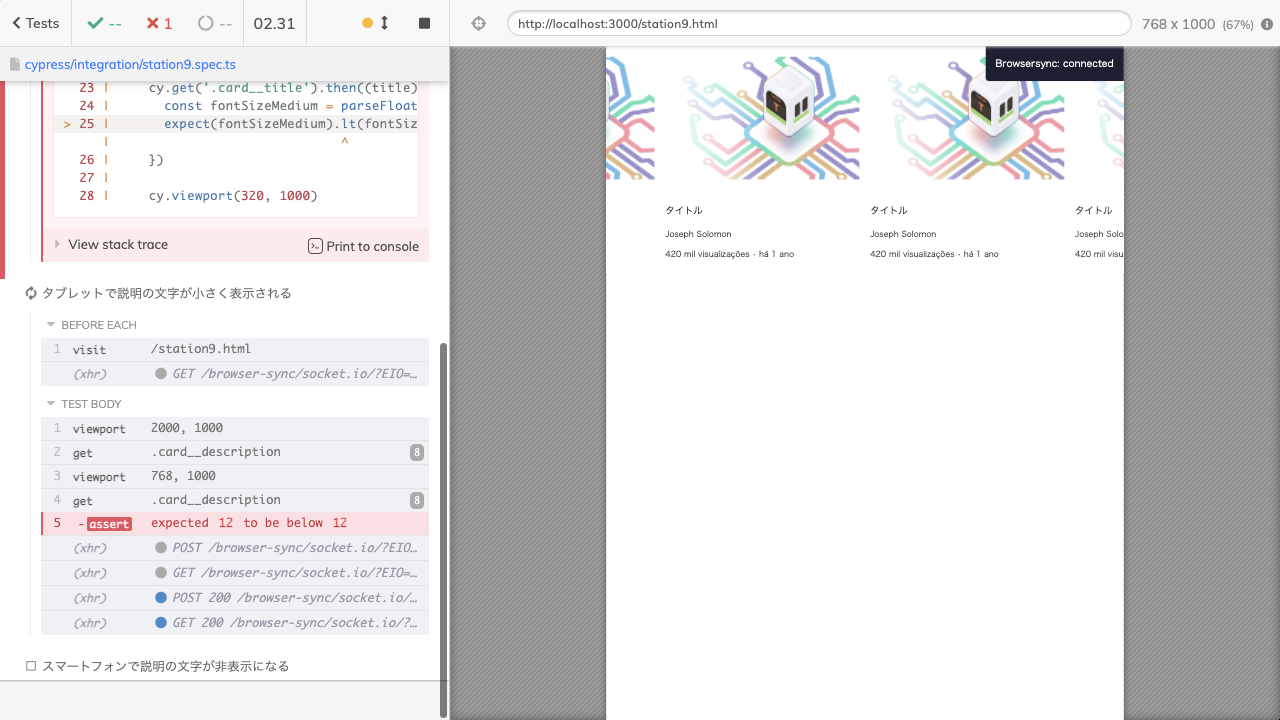 Tests
--
1
--
02.31
http://localhost:3000/station9.html
768 x 1000 (67%)
cypress/integration/station9.spec.ts
23 | cy.get('.card__title').then((title)
24 | const fontSizeMedium = parseFloat
> 25 | expect(fontSizeMedium).lt(fontSiz
| ^
26 | })
27 |
28 | cy.viewport(320, 1000)
View stack trace
Print to console
タブレットで説明の文字が小さく表示される
BEFORE EACH
1 visit /station9.html
(xhr) GET /browser-sync/socket.io/?EIO=…
TEST BODY
1 viewport 2000, 1000
2 get .card__description 8
3 viewport 768, 1000
4 get .card__description 8
5 -assert expected 12 to be below 12
(xhr) POST /browser-sync/socket.io/?EIO…
(xhr) GET /browser-sync/socket.io/?EIO=…
(xhr) POST 200 /browser-sync/socket.io/…
(xhr) GET 200 /browser-sync/socket.io/?…
スマートフォンで説明の文字が非表示になる
Browsersync: connected
タイトル
Joseph Solomon
420 mil visualizações · há 1 ano
タイトル
Joseph Solomon
420 mil visualizações · há 1 ano
タイトル
Joseph Solo
420 mil visu